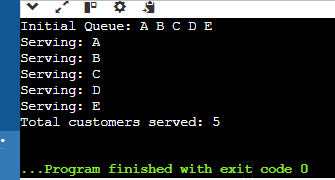 Initial Queue: A B C D E
Serving: A
Serving: B
Serving: C
Serving: D
Serving: E
Total customers served: 5
...Program finished with exit code 0